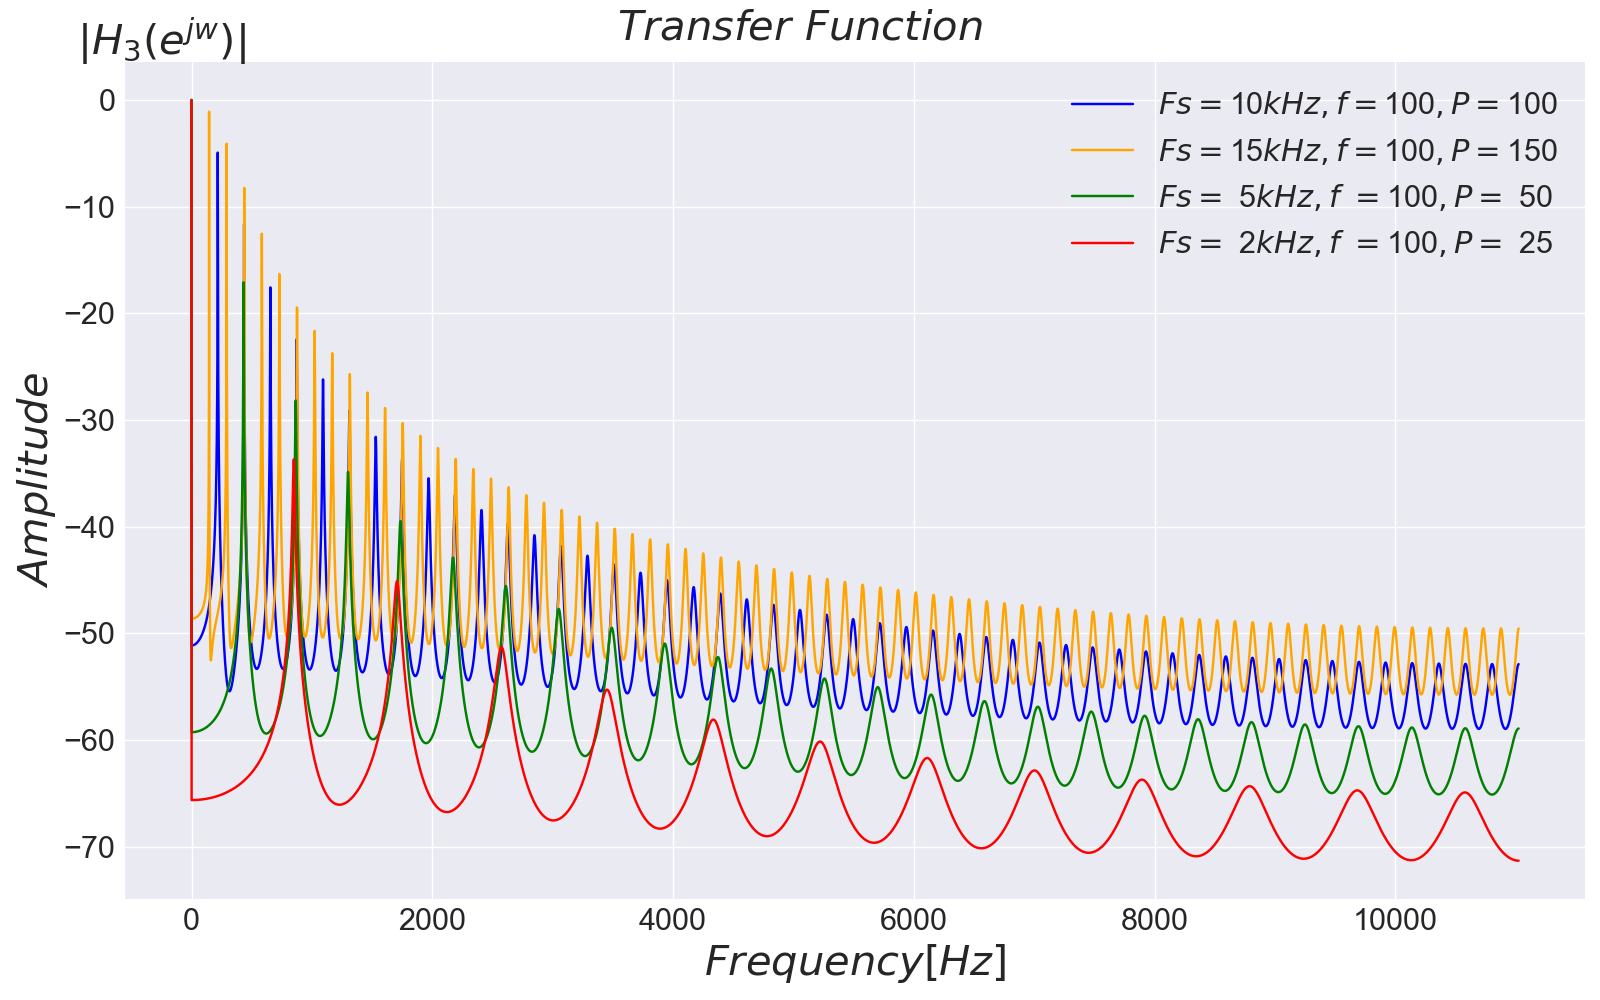 Transfer Function
|H₃(eʲʷ)|
Fs = 10kHz, f = 100, P = 100
Fs = 15kHz, f = 100, P = 150
Fs = 5kHz, f = 100, P = 50
Fs = 2kHz, f = 100, P = 25
0
−10
−20
−30
−40
−50
−60
−70
Amplitude
0 2000 4000 6000 8000 10000
Frequency[Hz]